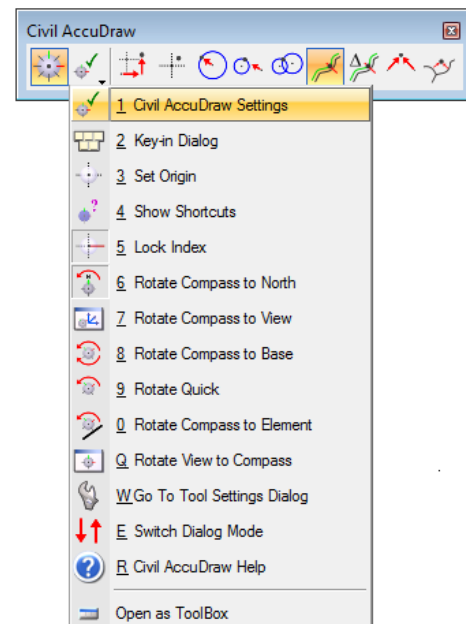 Civil AccuDraw
1 Civil AccuDraw Settings
2 Key-in Dialog
3 Set Origin
4 Show Shortcuts
5 Lock Index
6 Rotate Compass to North
7 Rotate Compass to View
8 Rotate Compass to Base
9 Rotate Quick
0 Rotate Compass to Element
Q Rotate View to Compass
W Go To Tool Settings Dialog
E Switch Dialog Mode
R Civil AccuDraw Help
Open as ToolBox